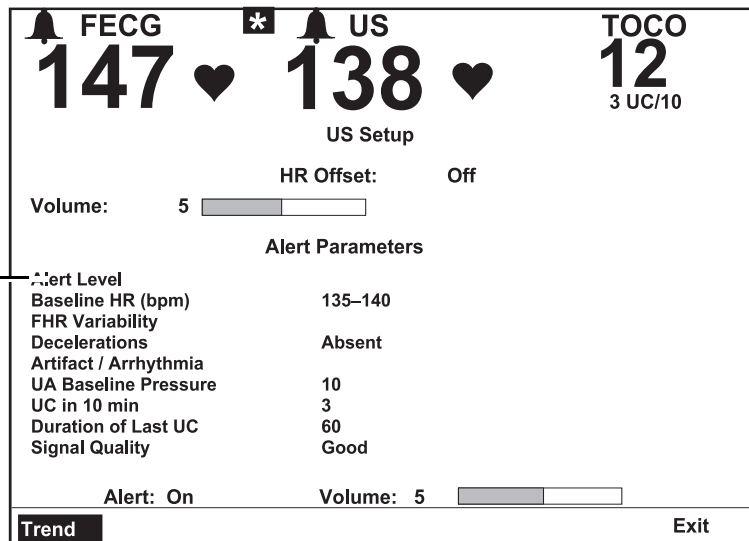 FECG * US TOCO
147 138 12
3 UC/10
US Setup
HR Offset: Off
Volume: 5
Alert Parameters
Alert Level
Baseline HR (bpm) 135–140
FHR Variability
Decelerations Absent
Artifact / Arrhythmia
UA Baseline Pressure 10
UC in 10 min 3
Duration of Last UC 60
Signal Quality Good
Alert: On Volume: 5
Trend Exit